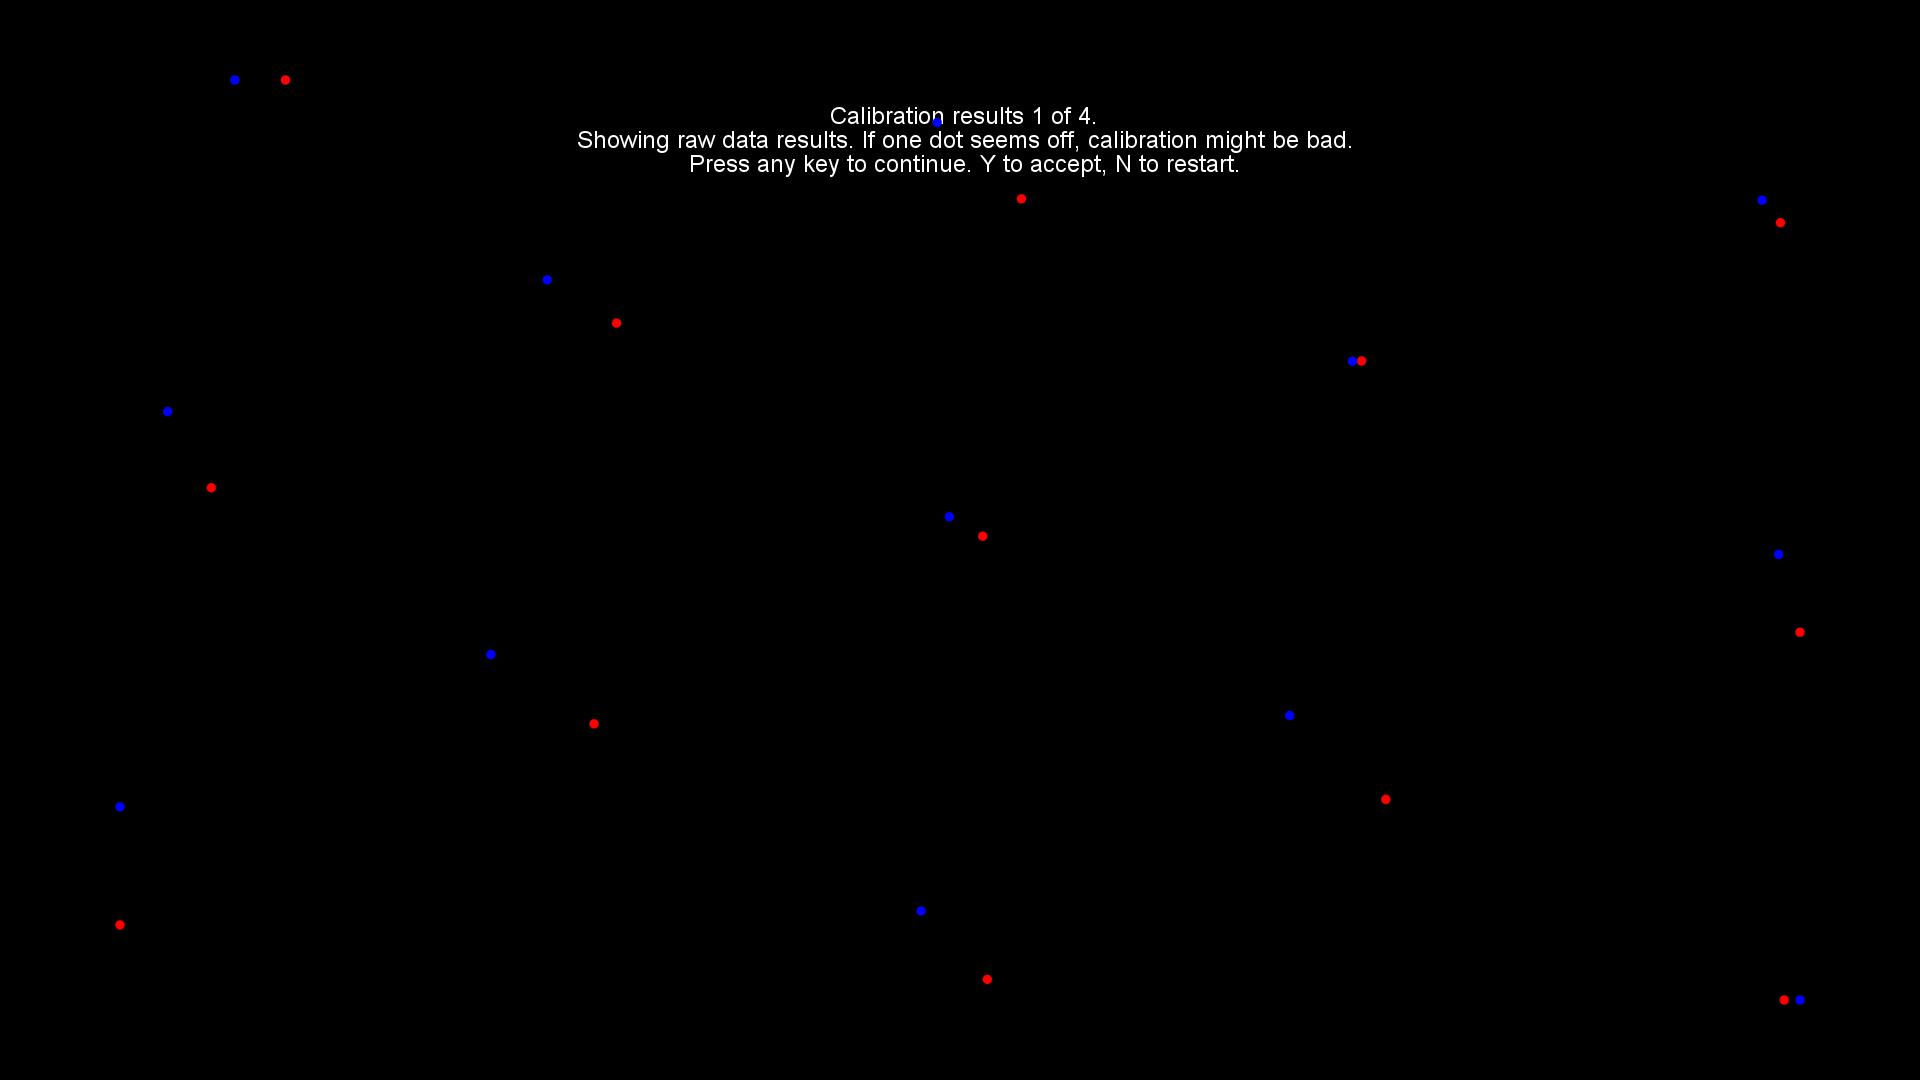 Calibration results 1 of 4.
Showing raw data results. If one dot seems off, calibration might be bad.
Press any key to continue. Y to accept, N to restart.